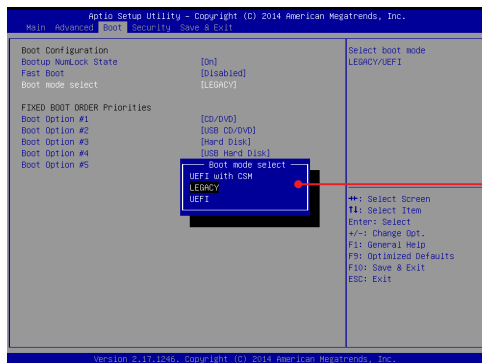 Aptio Setup Utility – Copyright (C) 2014 American Megatrends, Inc.
Main Advanced Boot Security Save & Exit
Boot Configuration
Bootup NumLock State [On]
Fast Boot [Disabled]
Boot mode select [LEGACY]
FIXED BOOT ORDER Priorities
Boot Option #1 [CD/DVD]
Boot Option #2 [USB CD/DVD]
Boot Option #3 [Hard Disk]
Boot Option #4 [USB Hard Disk]
Boot Option #5
Boot mode select
UEFI with CSM
LEGACY
UEFI
Select boot mode
LEGACY/UEFI
→←: Select Screen
↑↓: Select Item
Enter: Select
+/-: Change Opt.
F1: General Help
F9: Optimized Defaults
F10: Save & Exit
ESC: Exit
Version 2.17.1246. Copyright (C) 2014 American Megatrends, Inc.